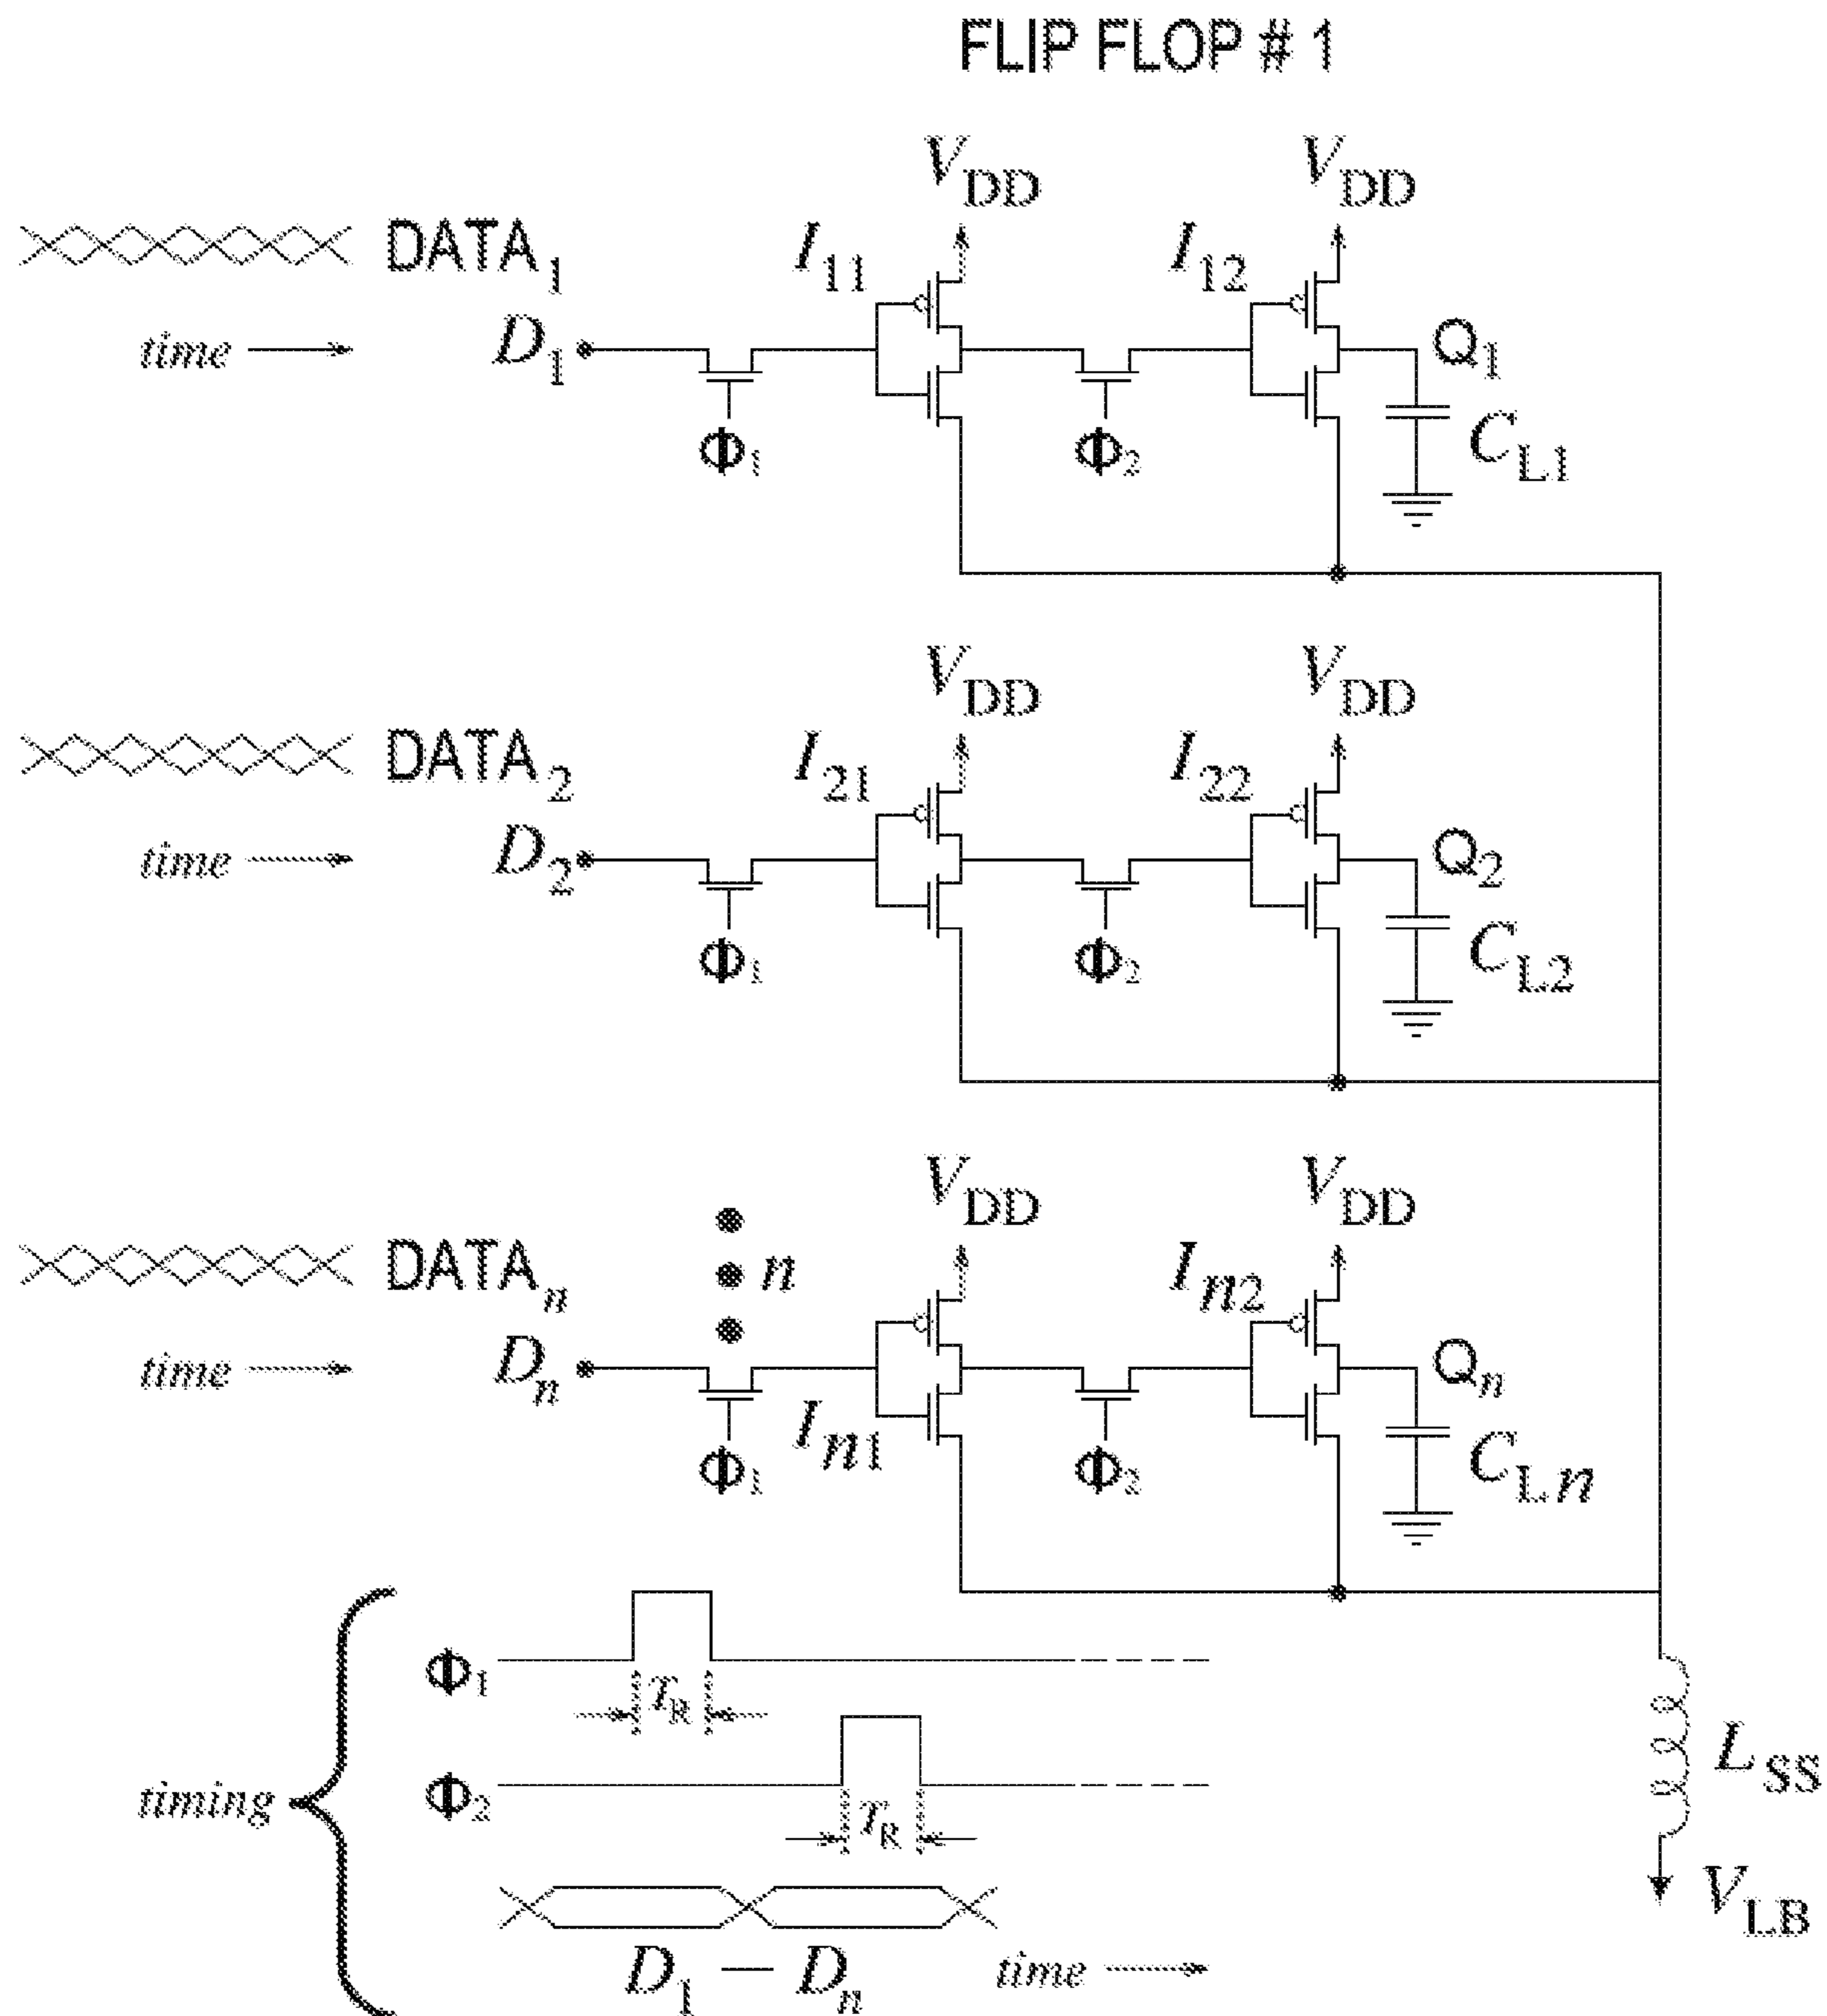 FLIP FLOP # 1
V_DD V_DD
DATA_1 I_11 I_12
time D_1 Q_1
Φ_1 Φ_2 C_L1
V_DD V_DD
DATA_2 I_21 I_22
time D_2 Q_2
Φ_1 Φ_2 C_L2
V_DD V_DD
DATA_n n I_n2
time D_n Q_n
I_n1
Φ_1 Φ_2 C_Ln
Φ_1
T_R
L_SS
timing Φ_2
T_R
V_LB
D_1 — D_n time